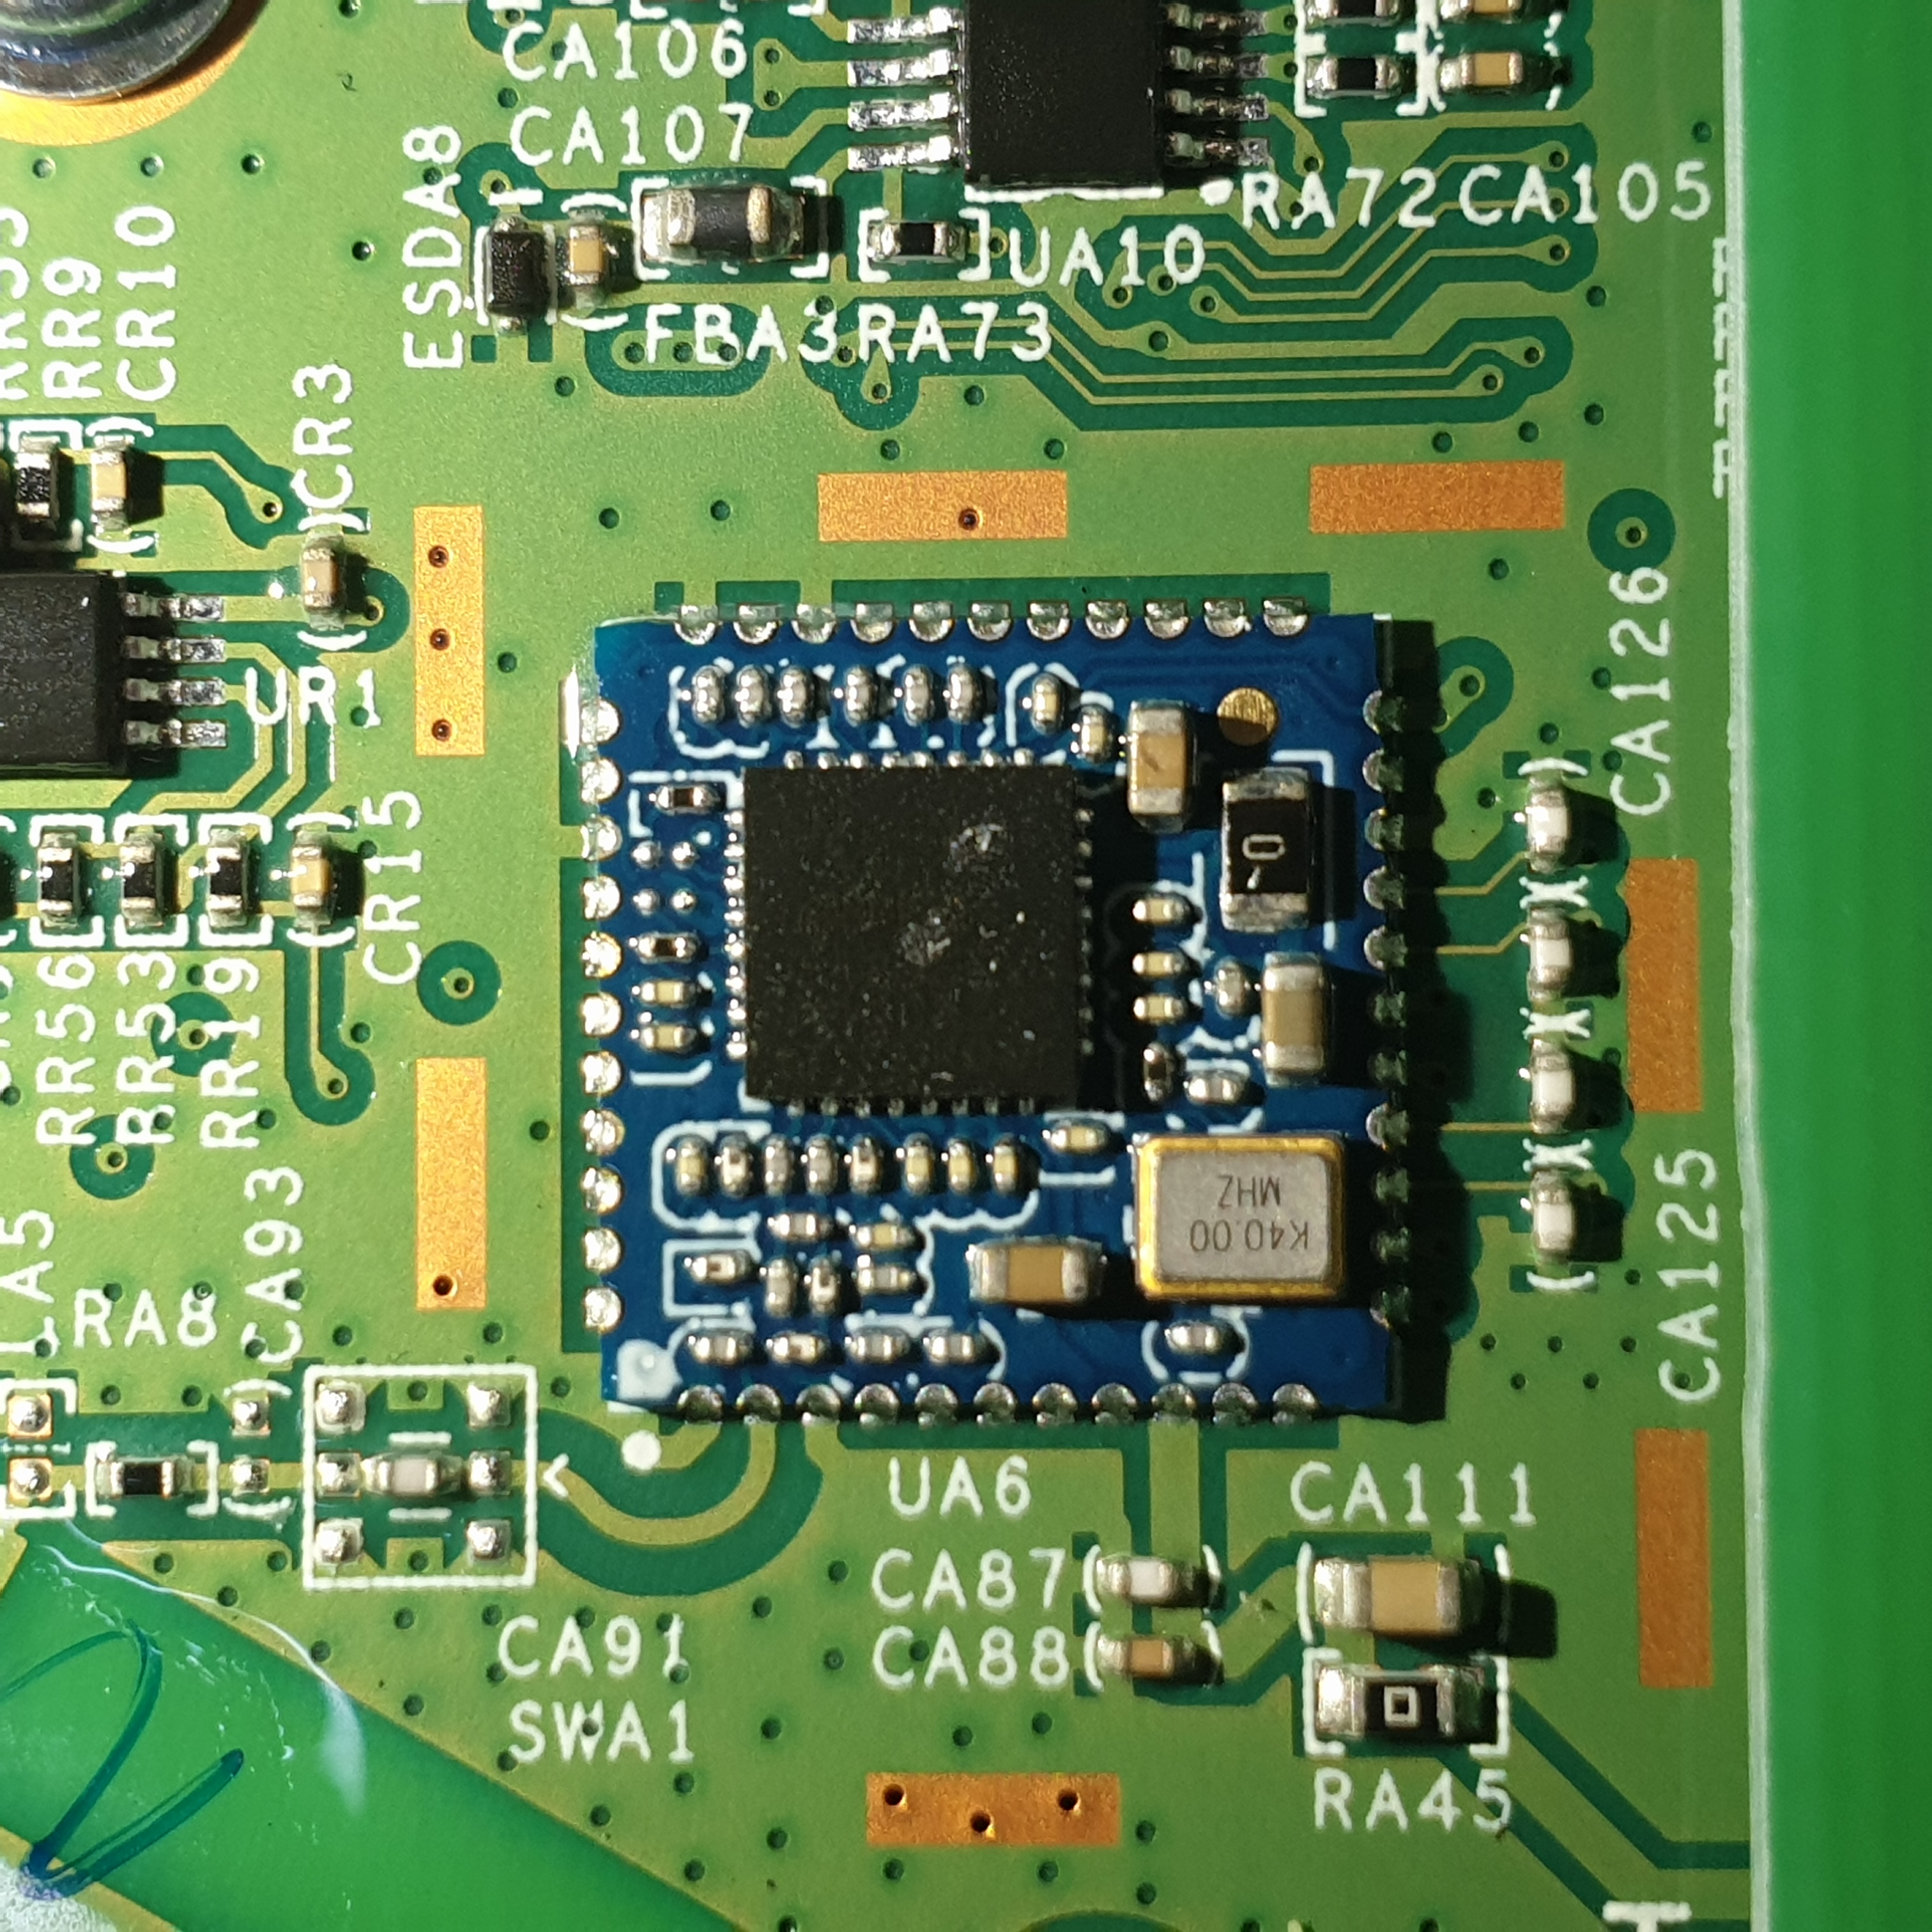 LA5
RA8
RR56
RR53
RR19
CA93
UR1
RR9
CR10
CR3
CR15
ESDA8
CA107
CA106
CA91
SWA1
FBA3
RA73
UA6
CA87
CA88
UA10
K40.00
MHZ
0
RA72
CA105
CA111
RA45
CA125
CA126